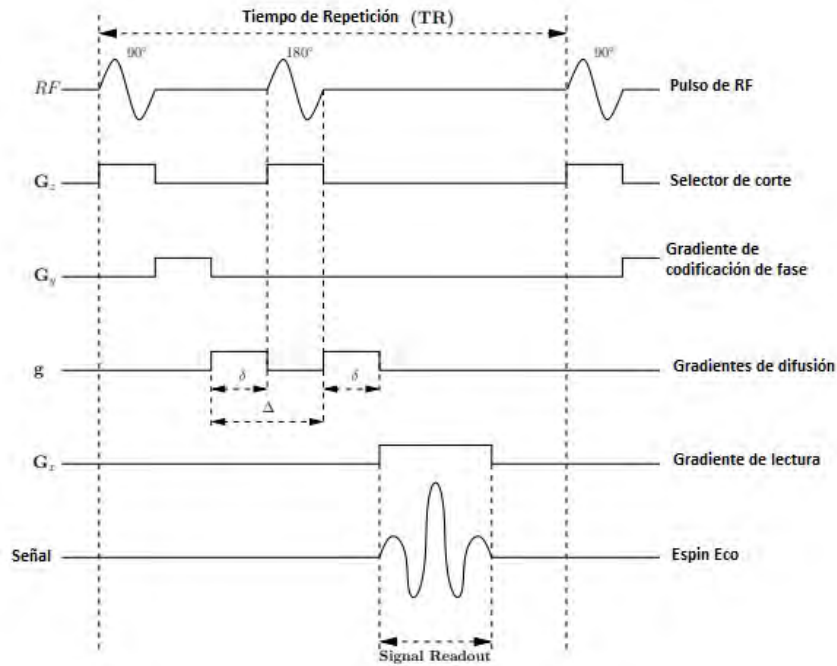 Tiempo de Repetición (TR)
90° 180° 90°
RF Pulso de RF
G_z Selector de corte
Gradiente de
G_y codificación de fase
g Gradientes de difusión
δ δ
Δ
G_x Gradiente de lectura
Señal Espin Eco
Signal Readout